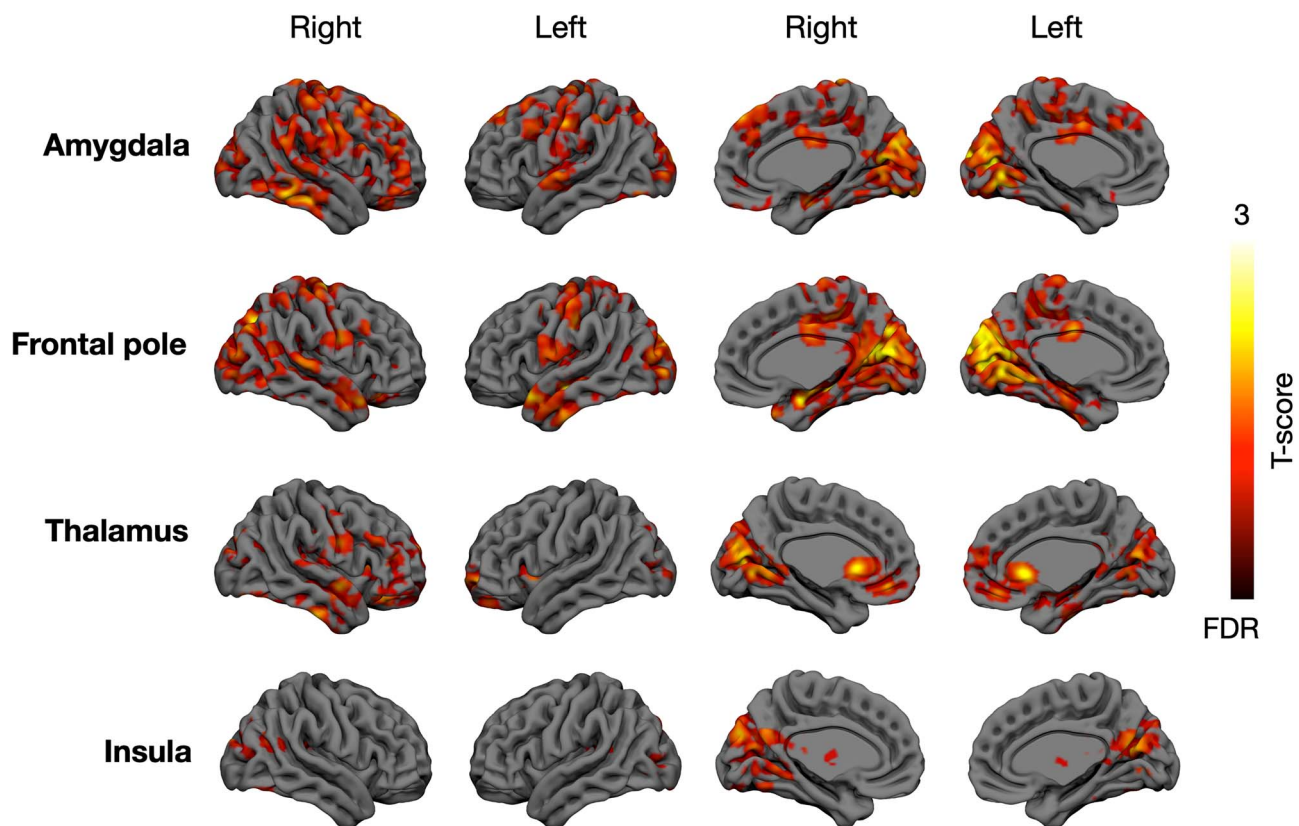 Right Left Right Left
Amygdala
3
Frontal pole
T-score
Thalamus
FDR
Insula